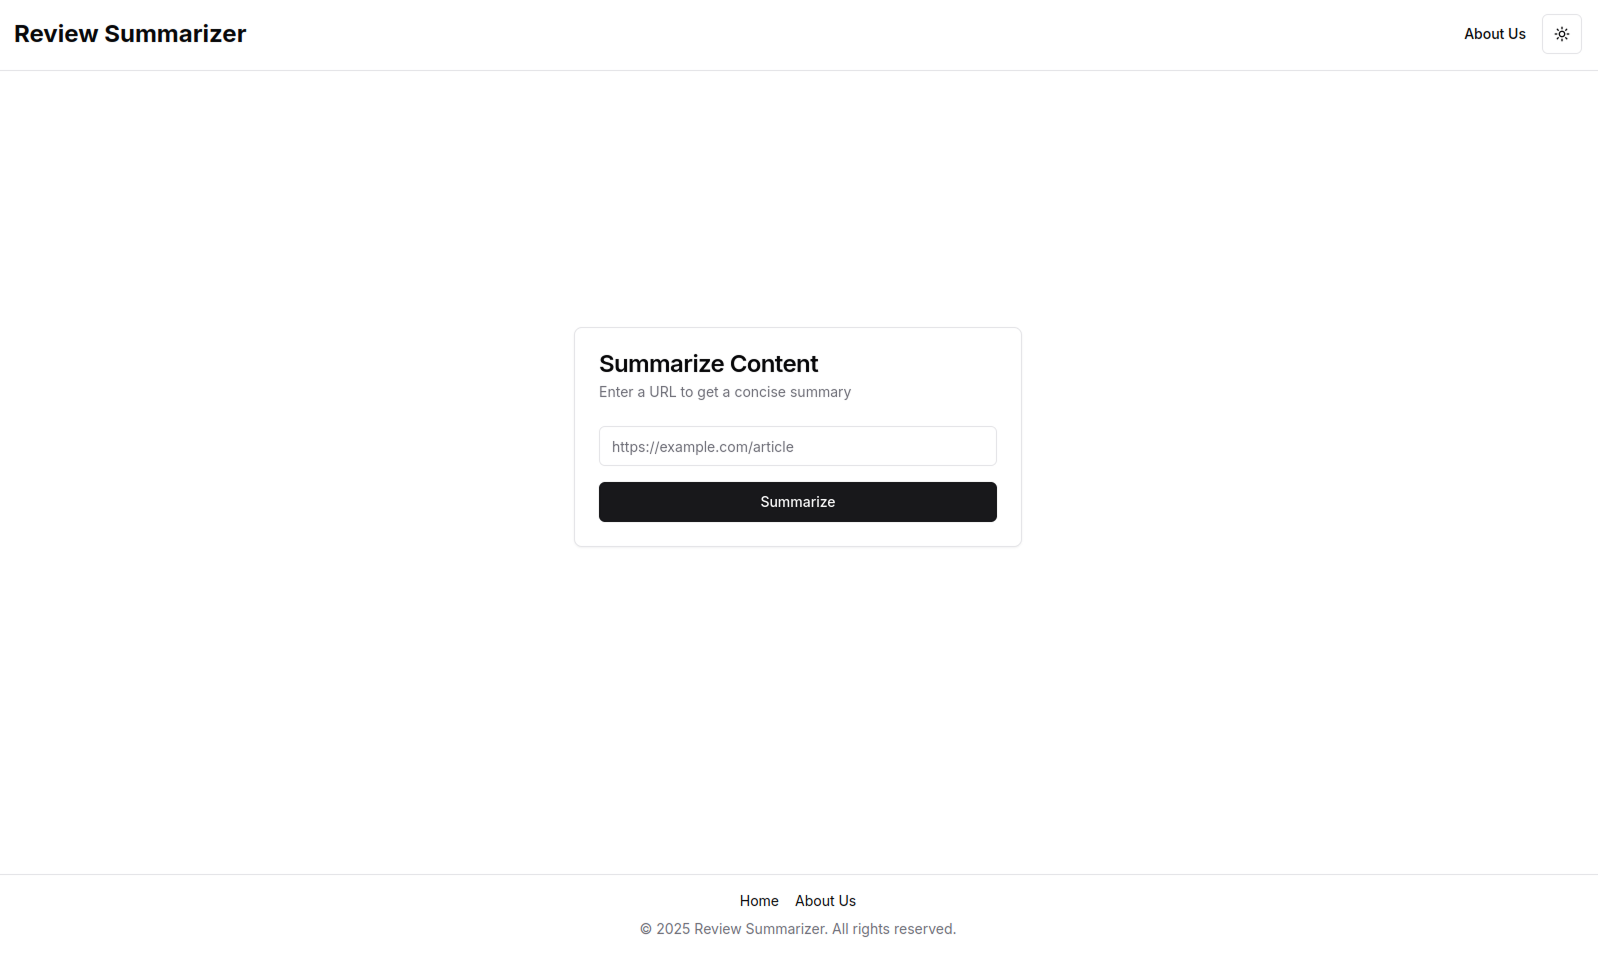 Review Summarizer
About Us
Summarize Content
Enter a URL to get a concise summary
https://example.com/article
Summarize
Home About Us
© 2025 Review Summarizer. All rights reserved.